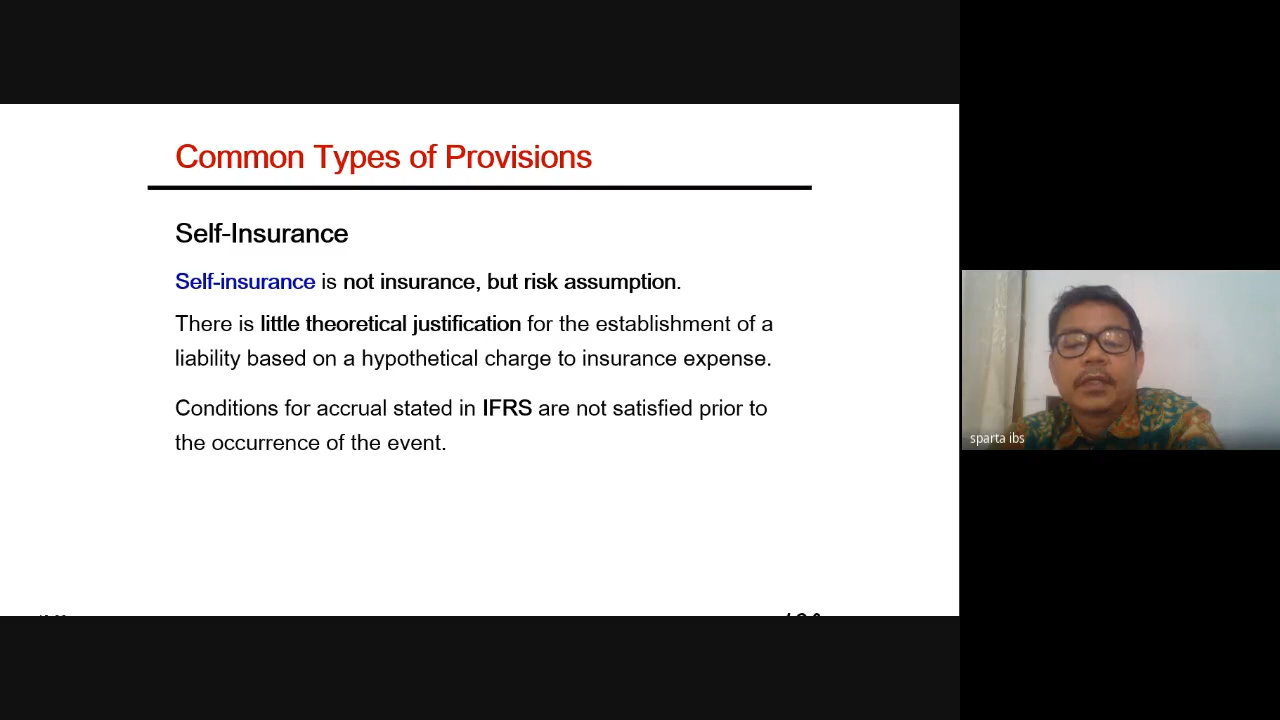 Common Types of Provisions
Self-Insurance
Self-insurance is not insurance, but risk assumption.
There is little theoretical justification for the establishment of a
liability based on a hypothetical charge to insurance expense.
Conditions for accrual stated in IFRS are not satisfied prior to
the occurrence of the event.
sparta ibs